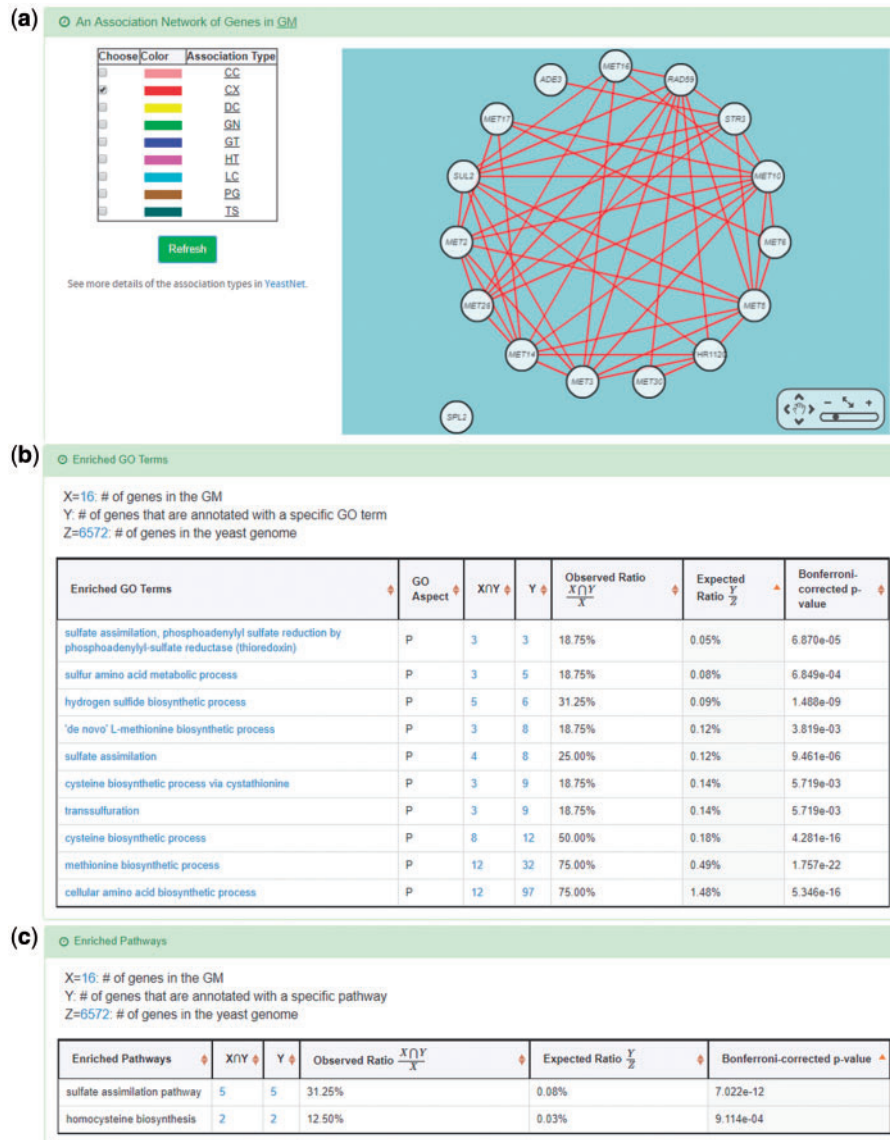 (a)
An Association Network of Genes in GM
Choose Color Association Type
CC
CX
DC
GN
GT
HT
LC
PG
TS
Refresh
See more details of the association types in YeastNet.
MET16
ADE3
RAD59
MET17
STR3
SUL2
MET10
MET2
MET6
MET28
MET5
MET14
YHR112C
MET3
MET30
SPL2
(b)
Enriched GO Terms
X=16: # of genes in the GM
Y: # of genes that are annotated with a specific GO term
Z=6572: # of genes in the yeast genome
Enriched GO Terms GO Aspect X∩Y Y Observed Ratio X∩Y/X Expected Ratio Y/Z Bonferroni-corrected p-value
sulfate assimilation, phosphoadenylyl sulfate reduction by
phosphoadenylyl-sulfate reductase (thioredoxin) P 3 3 18.75% 0.05% 6.870e-05
sulfur amino acid metabolic process P 3 5 18.75% 0.08% 6.849e-04
hydrogen sulfide biosynthetic process P 5 6 31.25% 0.09% 1.488e-09
'de novo' L-methionine biosynthetic process P 3 8 18.75% 0.12% 3.819e-03
sulfate assimilation P 4 8 25.00% 0.12% 9.461e-06
cysteine biosynthetic process via cystathionine P 3 9 18.75% 0.14% 5.719e-03
transsulfuration P 3 9 18.75% 0.14% 5.719e-03
cysteine biosynthetic process P 8 12 50.00% 0.18% 4.281e-16
methionine biosynthetic process P 12 32 75.00% 0.49% 1.757e-22
cellular amino acid biosynthetic process P 12 97 75.00% 1.48% 5.346e-16
(c)
Enriched Pathways
X=16: # of genes in the GM
Y: # of genes that are annotated with a specific pathway
Z=6572: # of genes in the yeast genome
Enriched Pathways X∩Y Y Observed Ratio X∩Y/X Expected Ratio Y/Z Bonferroni-corrected p-value
sulfate assimilation pathway 5 5 31.25% 0.08% 7.022e-12
homocysteine biosynthesis 2 2 12.50% 0.03% 9.114e-04